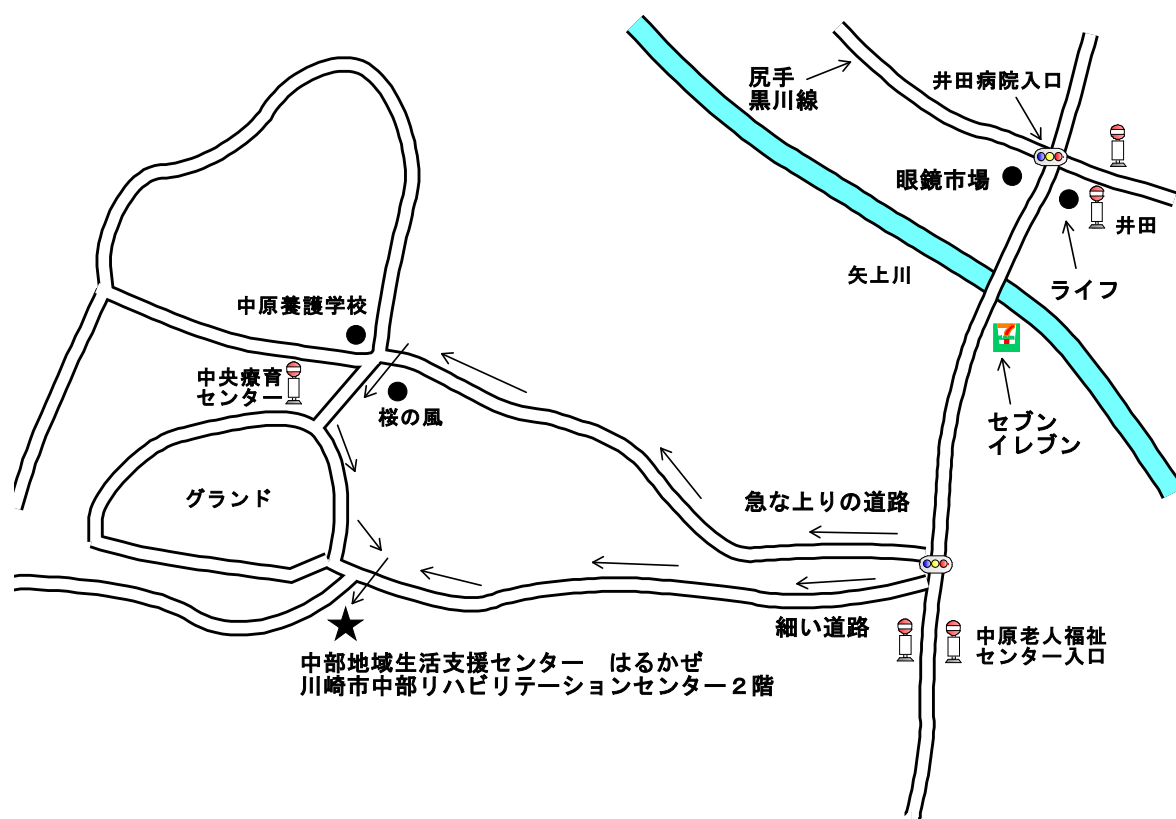 尻手
黒川線
井田病院入口
眼鏡市場
井田
矢上川
ライフ
7
セブン
イレブン
中原養護学校
中央療育
センター
桜の風
グランド
急な上りの道路
細い道路
中原老人福祉
センター入口
中部地域生活支援センター　はるかぜ
川崎市中部リハビリテーションセンター２階